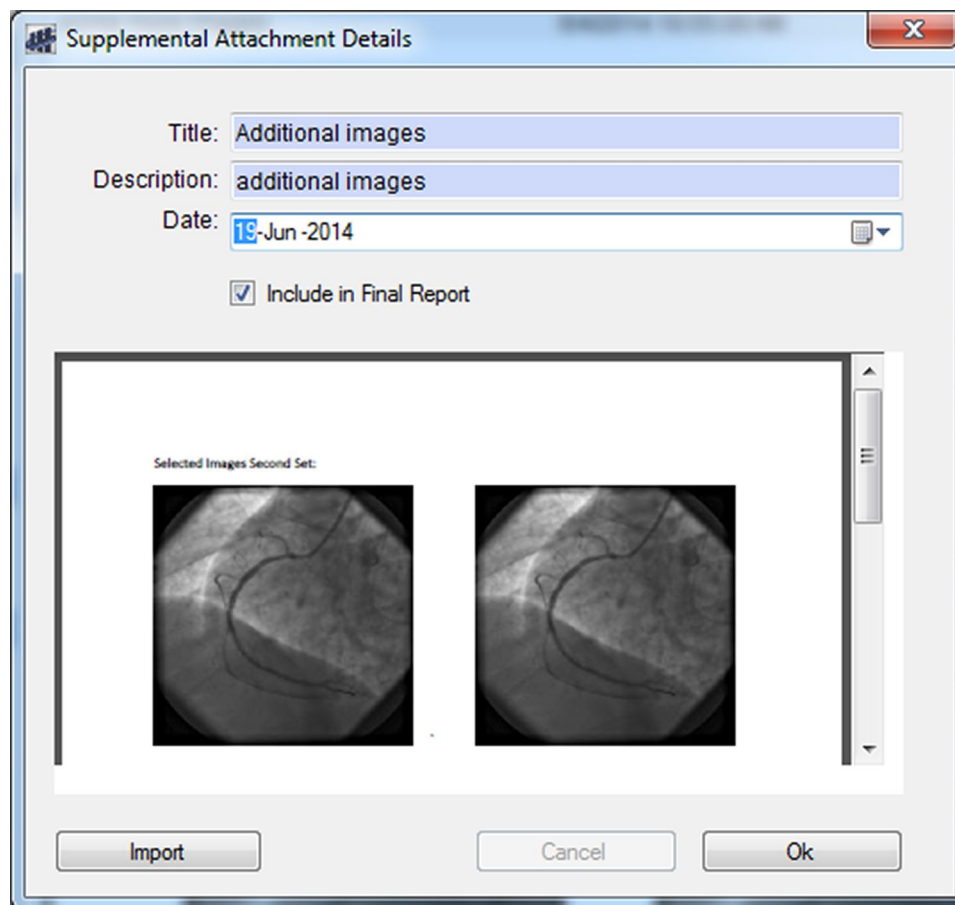 Supplemental Attachment Details
Title: Additional images
Description: additional images
Date: 19-Jun -2014
Include in Final Report
Selected Images Second Set:
Import Cancel Ok